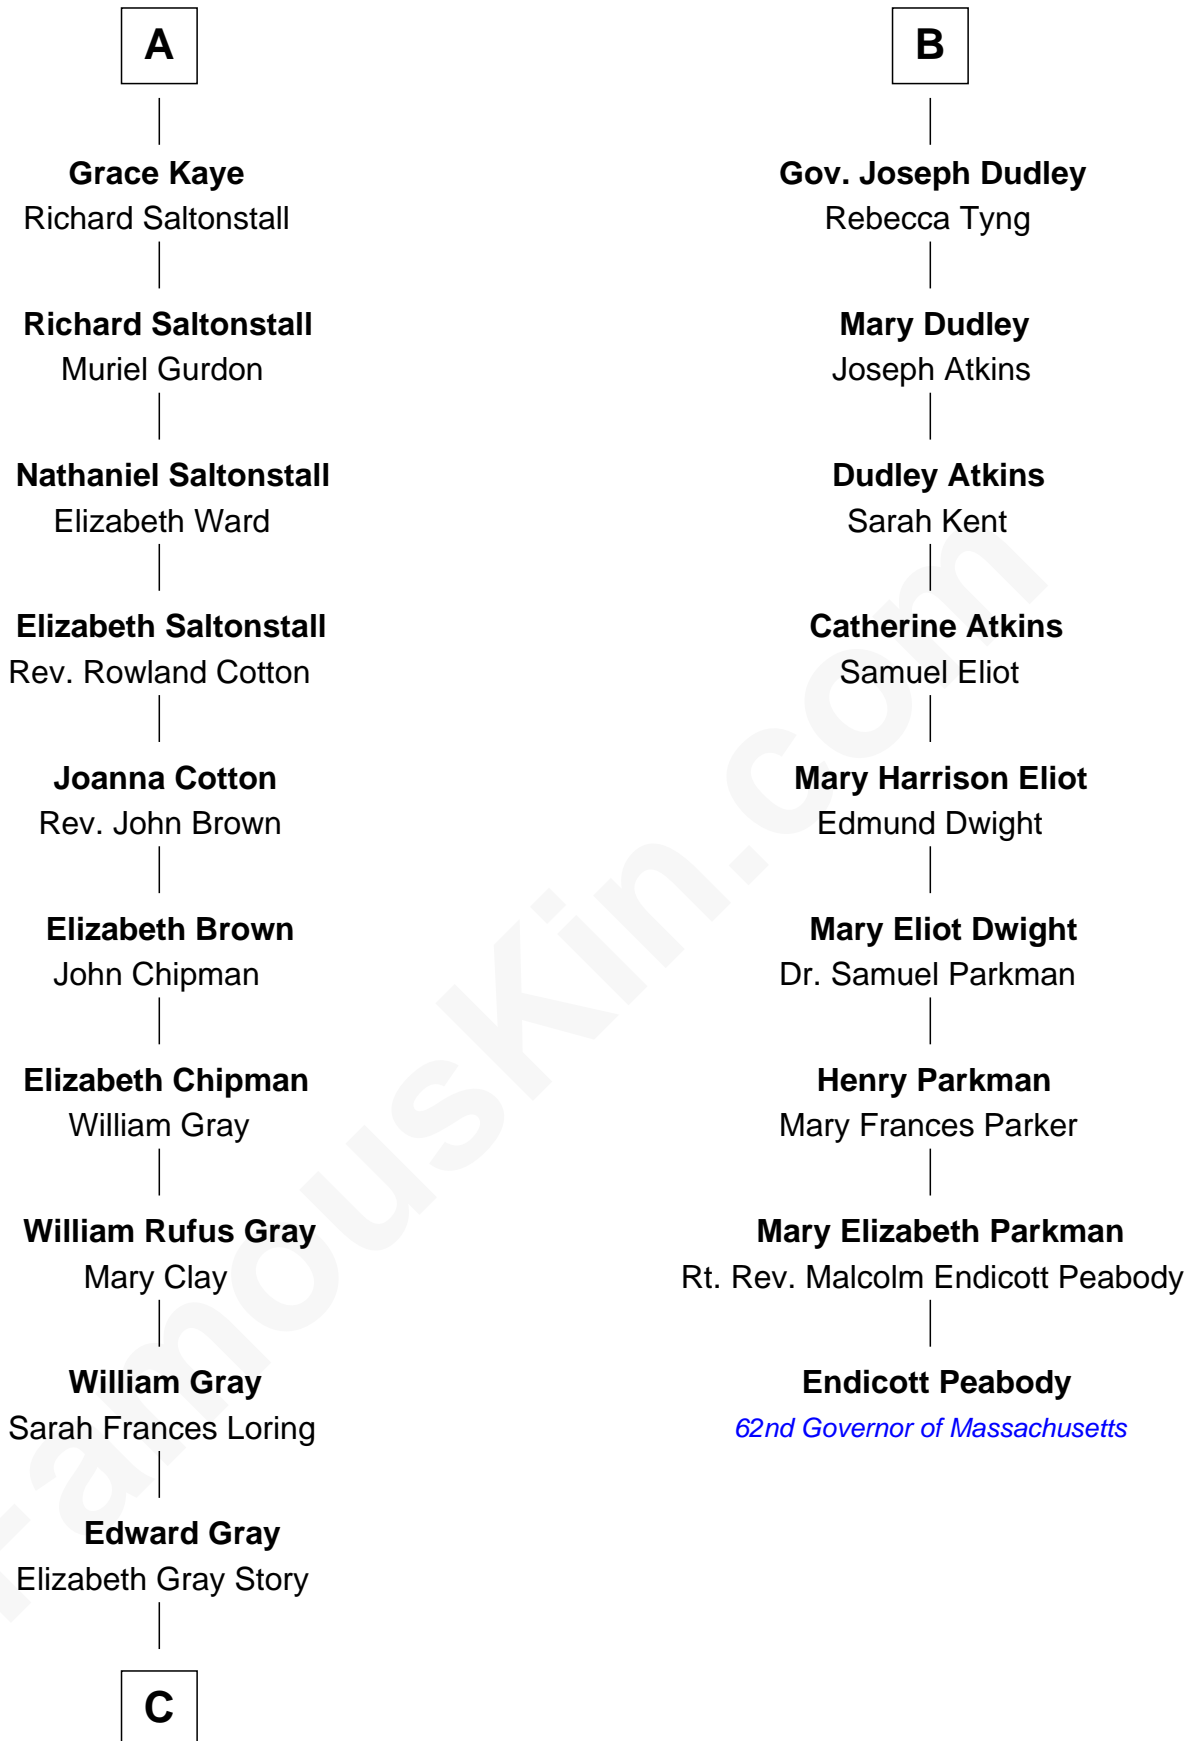 A
Grace Kaye
Richard Saltonstall
Richard Saltonstall
Muriel Gurdon
Nathaniel Saltonstall
Elizabeth Ward
Elizabeth Saltonstall
Rev. Rowland Cotton
Joanna Cotton
Rev. John Brown
Elizabeth Brown
John Chipman
Elizabeth Chipman
William Gray
William Rufus Gray
Mary Clay
William Gray
Sarah Frances Loring
Edward Gray
Elizabeth Gray Story
C
B
Gov. Joseph Dudley
Rebecca Tyng
Mary Dudley
Joseph Atkins
Dudley Atkins
Sarah Kent
Catherine Atkins
Samuel Eliot
Mary Harrison Eliot
Edmund Dwight
Mary Eliot Dwight
Dr. Samuel Parkman
Henry Parkman
Mary Frances Parker
Mary Elizabeth Parkman
Rt. Rev. Malcolm Endicott Peabody
Endicott Peabody
62nd Governor of Massachusetts
FamousKin.com